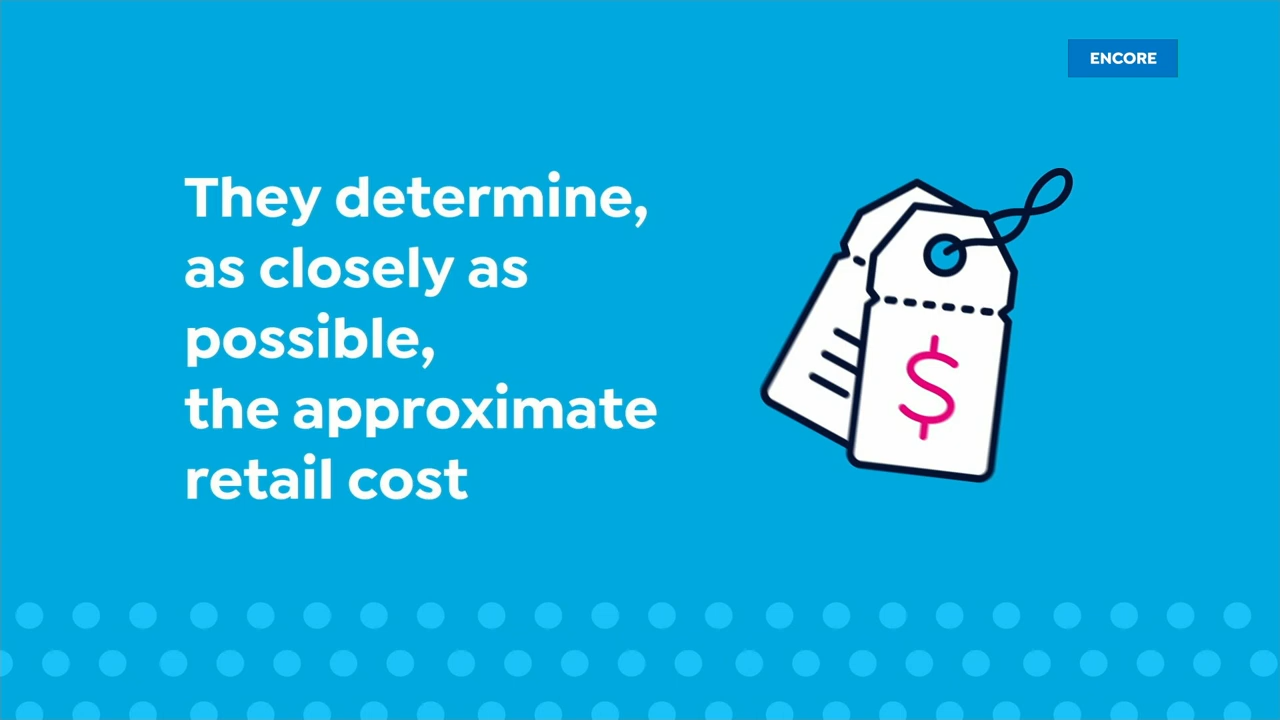 ENCORE
They determine,
as closely as
possible,
the approximate
retail cost
$